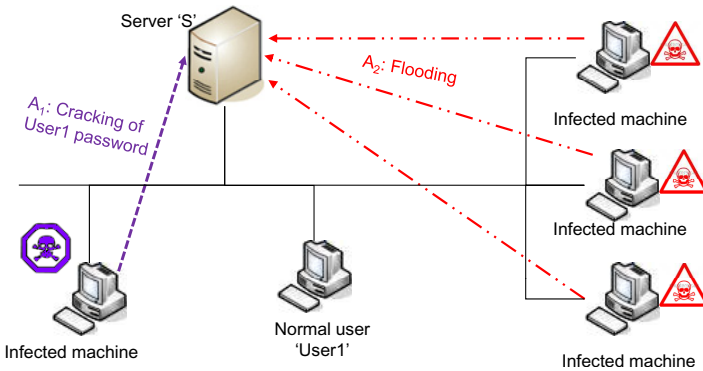 Server ‘S’
A₂: Flooding
A₁: Cracking of
User1 password
Infected machine
Infected machine
Infected machine
Normal user
‘User1’
Infected machine